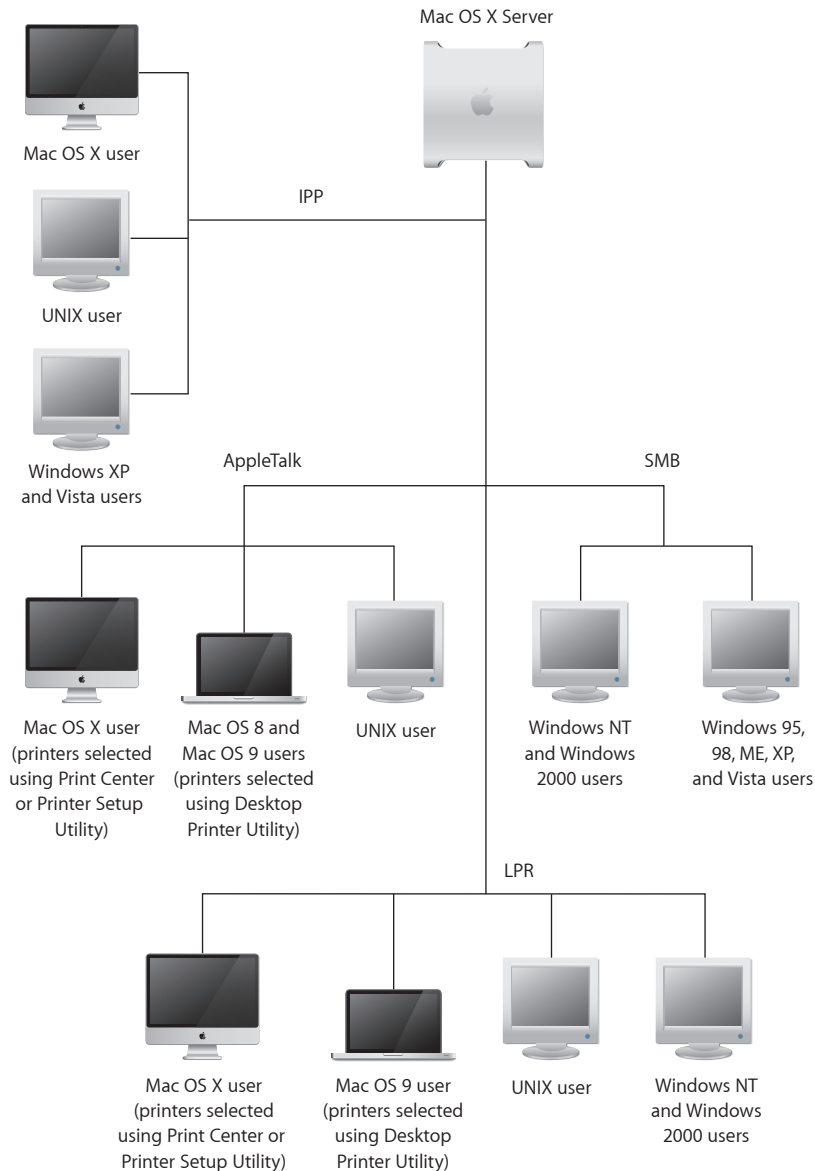 Mac OS X Server
Mac OS X user
IPP
UNIX user
Windows XP
and Vista users
AppleTalk
SMB
Mac OS X user
(printers selected
using Print Center
or Printer Setup
Utility)
Mac OS 8 and
Mac OS 9 users
(printers selected
using Desktop
Printer Utility)
UNIX user
Windows NT
and Windows
2000 users
Windows 95,
98, ME, XP,
and Vista users
LPR
Mac OS X user
(printers selected
using Print Center or
Printer Setup Utility)
Mac OS 9 user
(printers selected
using Desktop
Printer Utility)
UNIX user
Windows NT
and Windows
2000 users